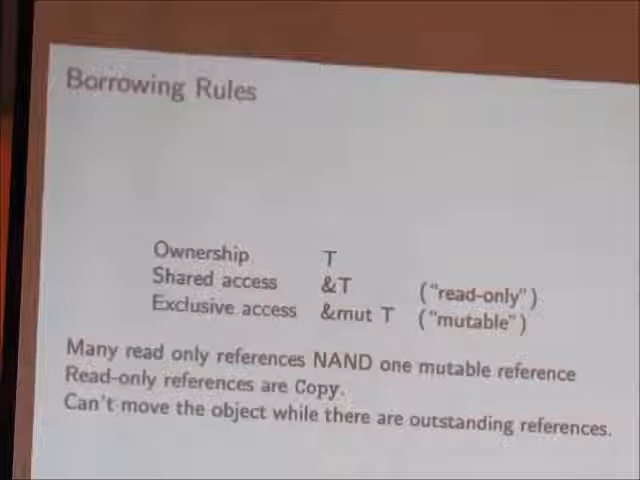 Borrowing Rules
Ownership T
Shared access &T ("read-only")
Exclusive access &mut T ("mutable")
Many read only references NAND one mutable reference
Read-only references are Copy.
Can't move the object while there are outstanding references.